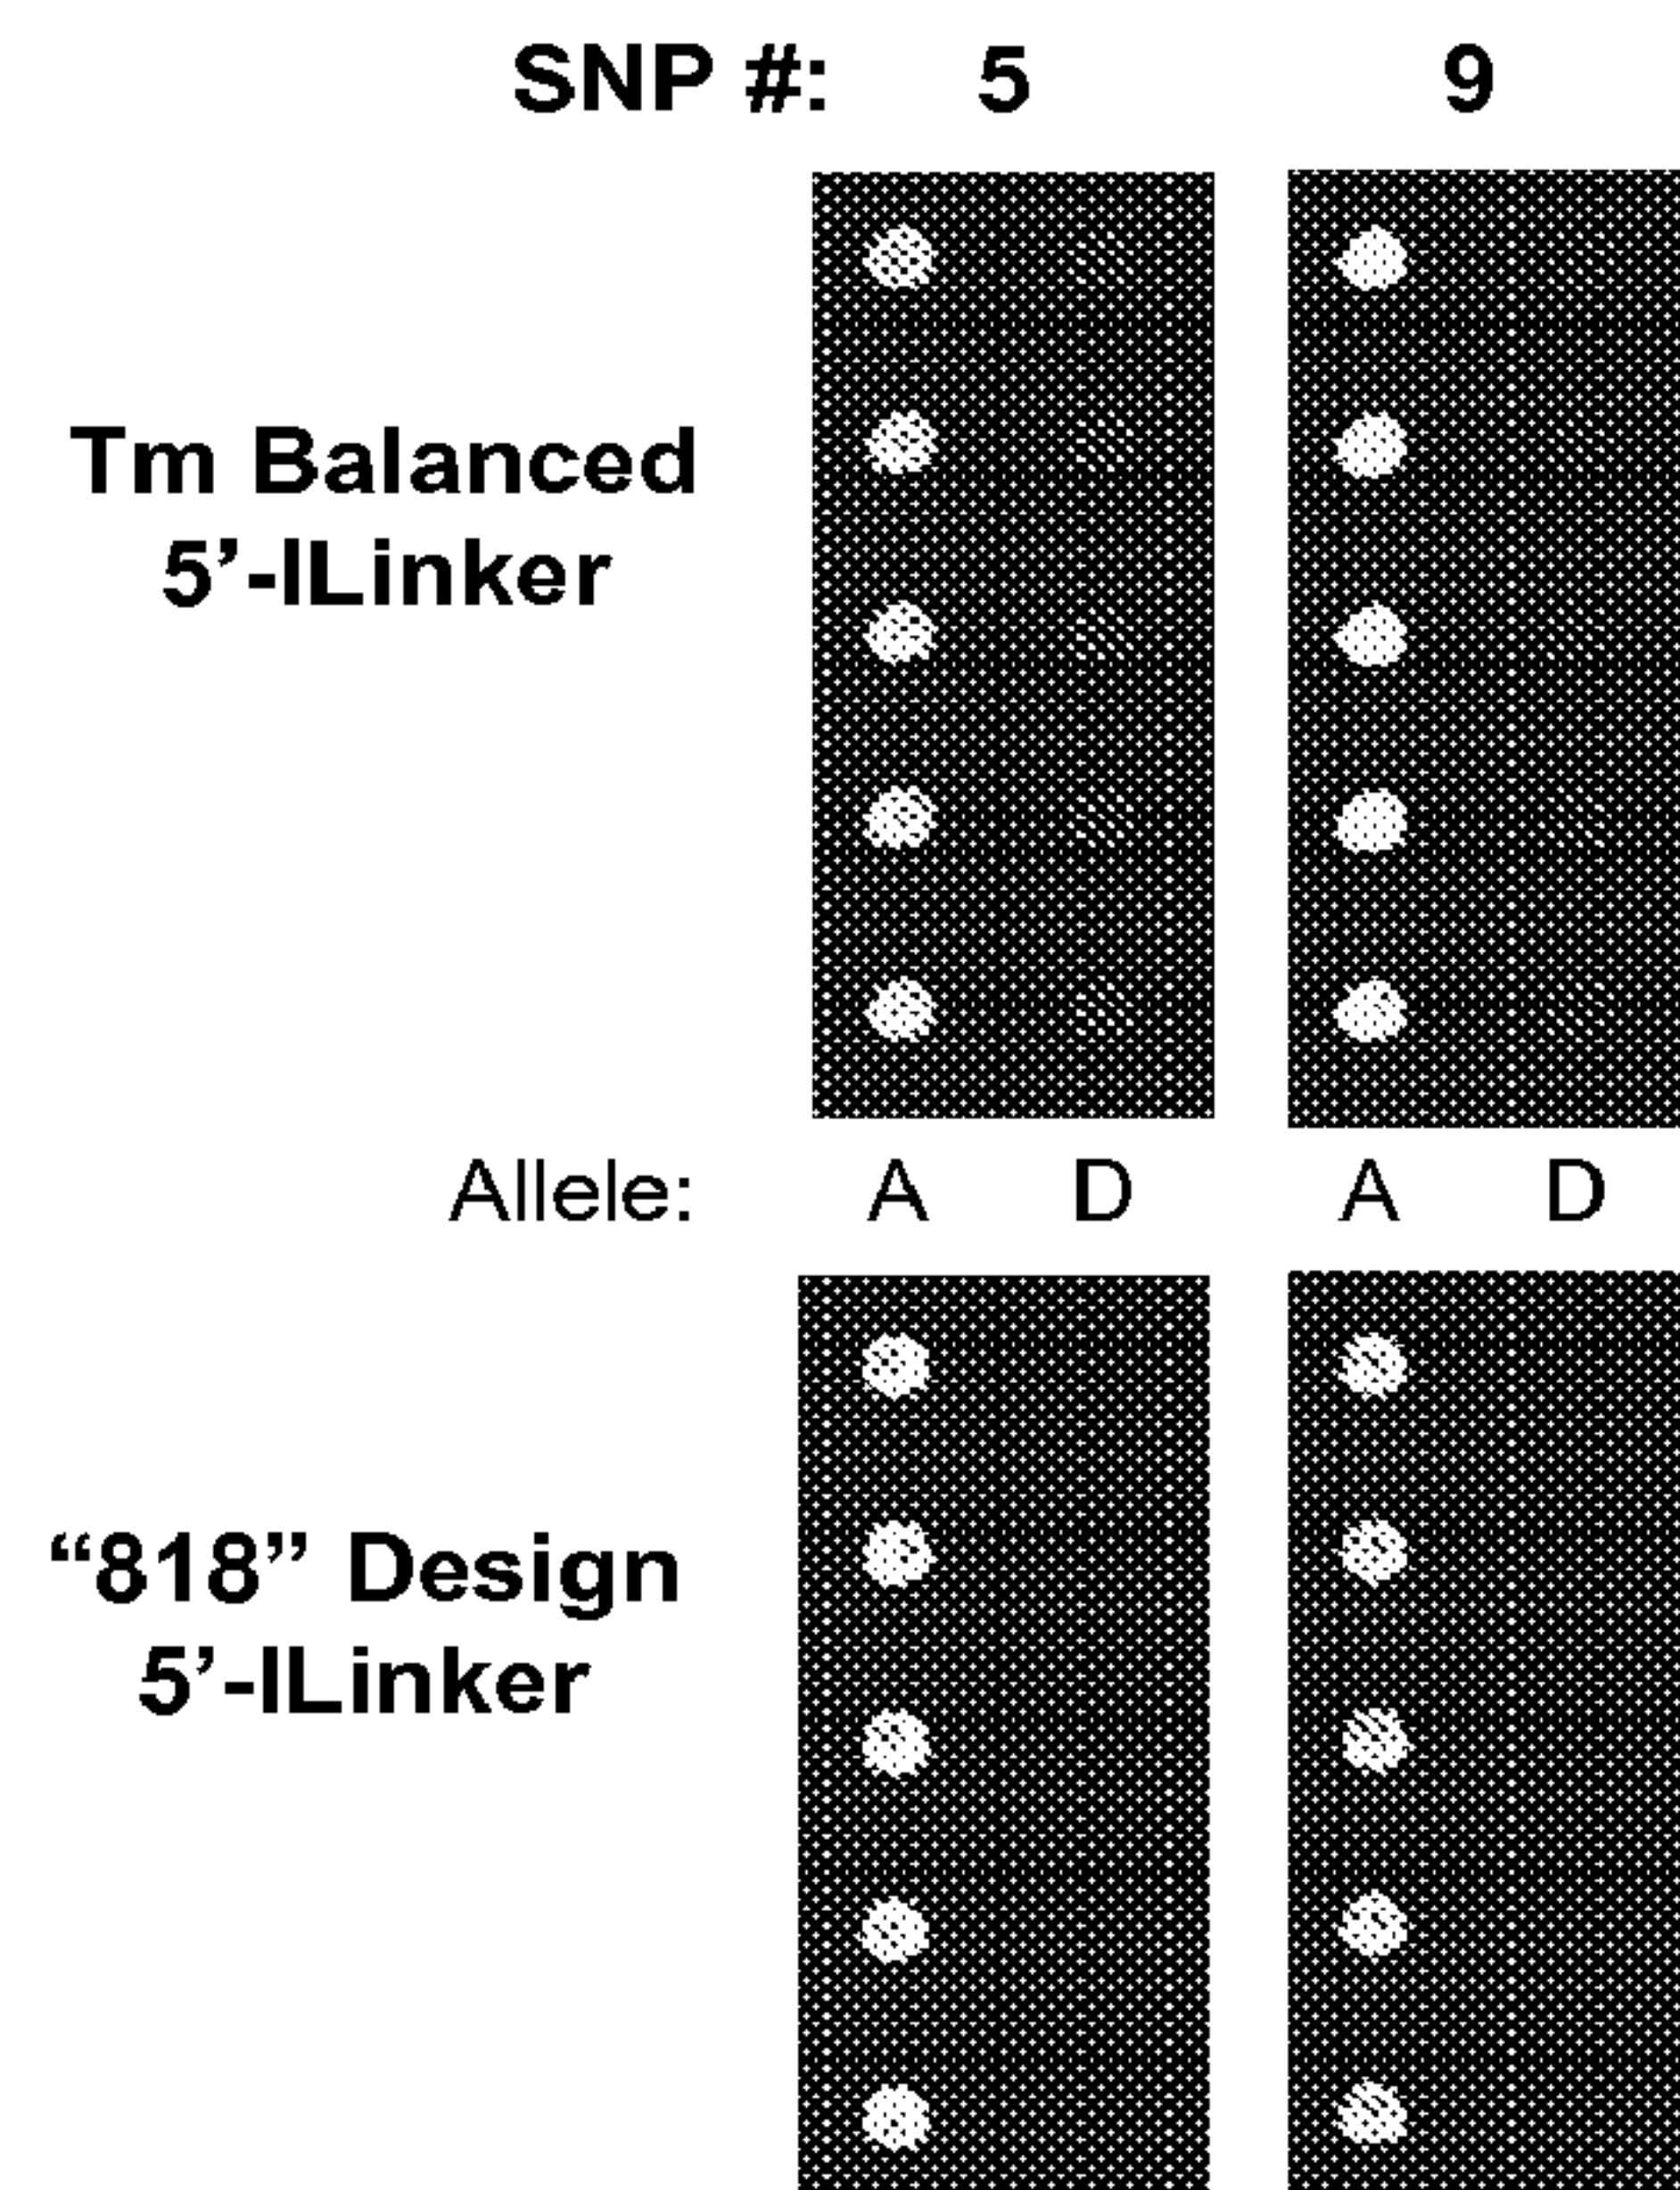 SNP #: 5 9
Tm Balanced
5’-ILinker
Allele: A D A D
“818” Design
5’-ILinker